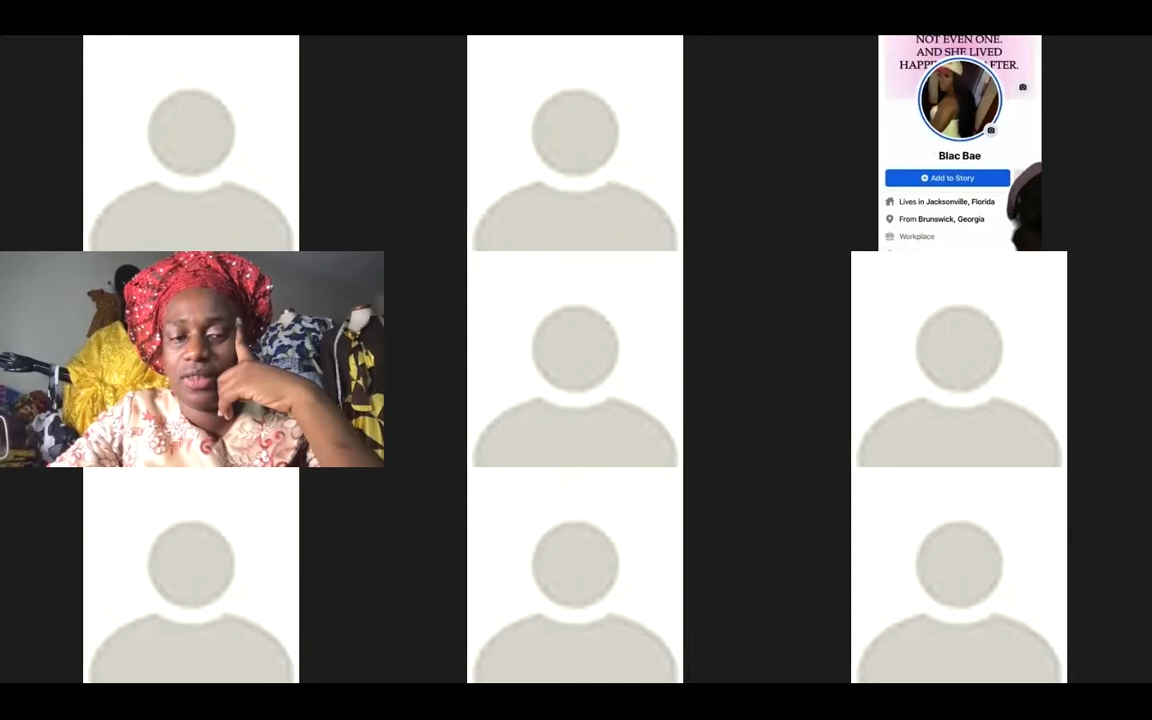 NOT EVEN ONE.
AND SHE LIVED
Blac Bae
Add to Story
Lives in Jacksonville, Florida
From Brunswick, Georgia
Workplace